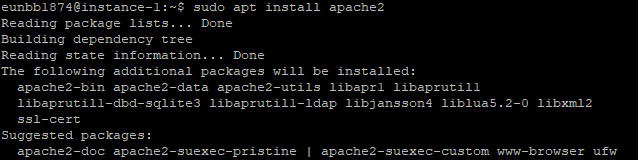 eunbb1874@instance-1:~$ sudo apt install apache2
Reading package lists... Done
Building dependency tree
Reading state information... Done
The following additional packages will be installed:
  apache2-bin apache2-data apache2-utils libapr1 libaprutil1
  libaprutil1-dbd-sqlite3 libaprutil1-ldap libjansson4 liblua5.2-0 libxml2
  ssl-cert
Suggested packages:
  apache2-doc apache2-suexec-pristine | apache2-suexec-custom www-browser ufw